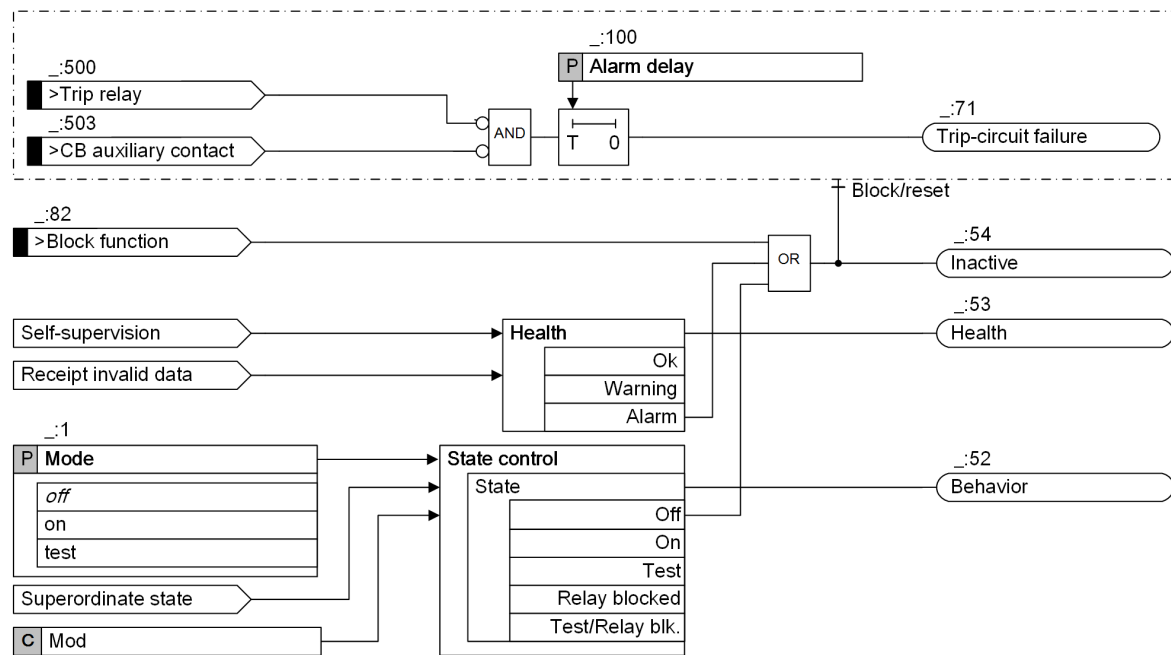 _:100
P Alarm delay
_:500
>Trip relay
_:503
>CB auxiliary contact
AND
T 0
_:71
Trip-circuit failure
Block/reset
_:82
>Block function
OR
_:54
Inactive
Self-supervision
Receipt invalid data
Health
Ok
Warning
Alarm
_:53
Health
_:1
P Mode
off
on
test
Superordinate state
C Mod
State control
State
Off
On
Test
Relay blocked
Test/Relay blk.
_:52
Behavior